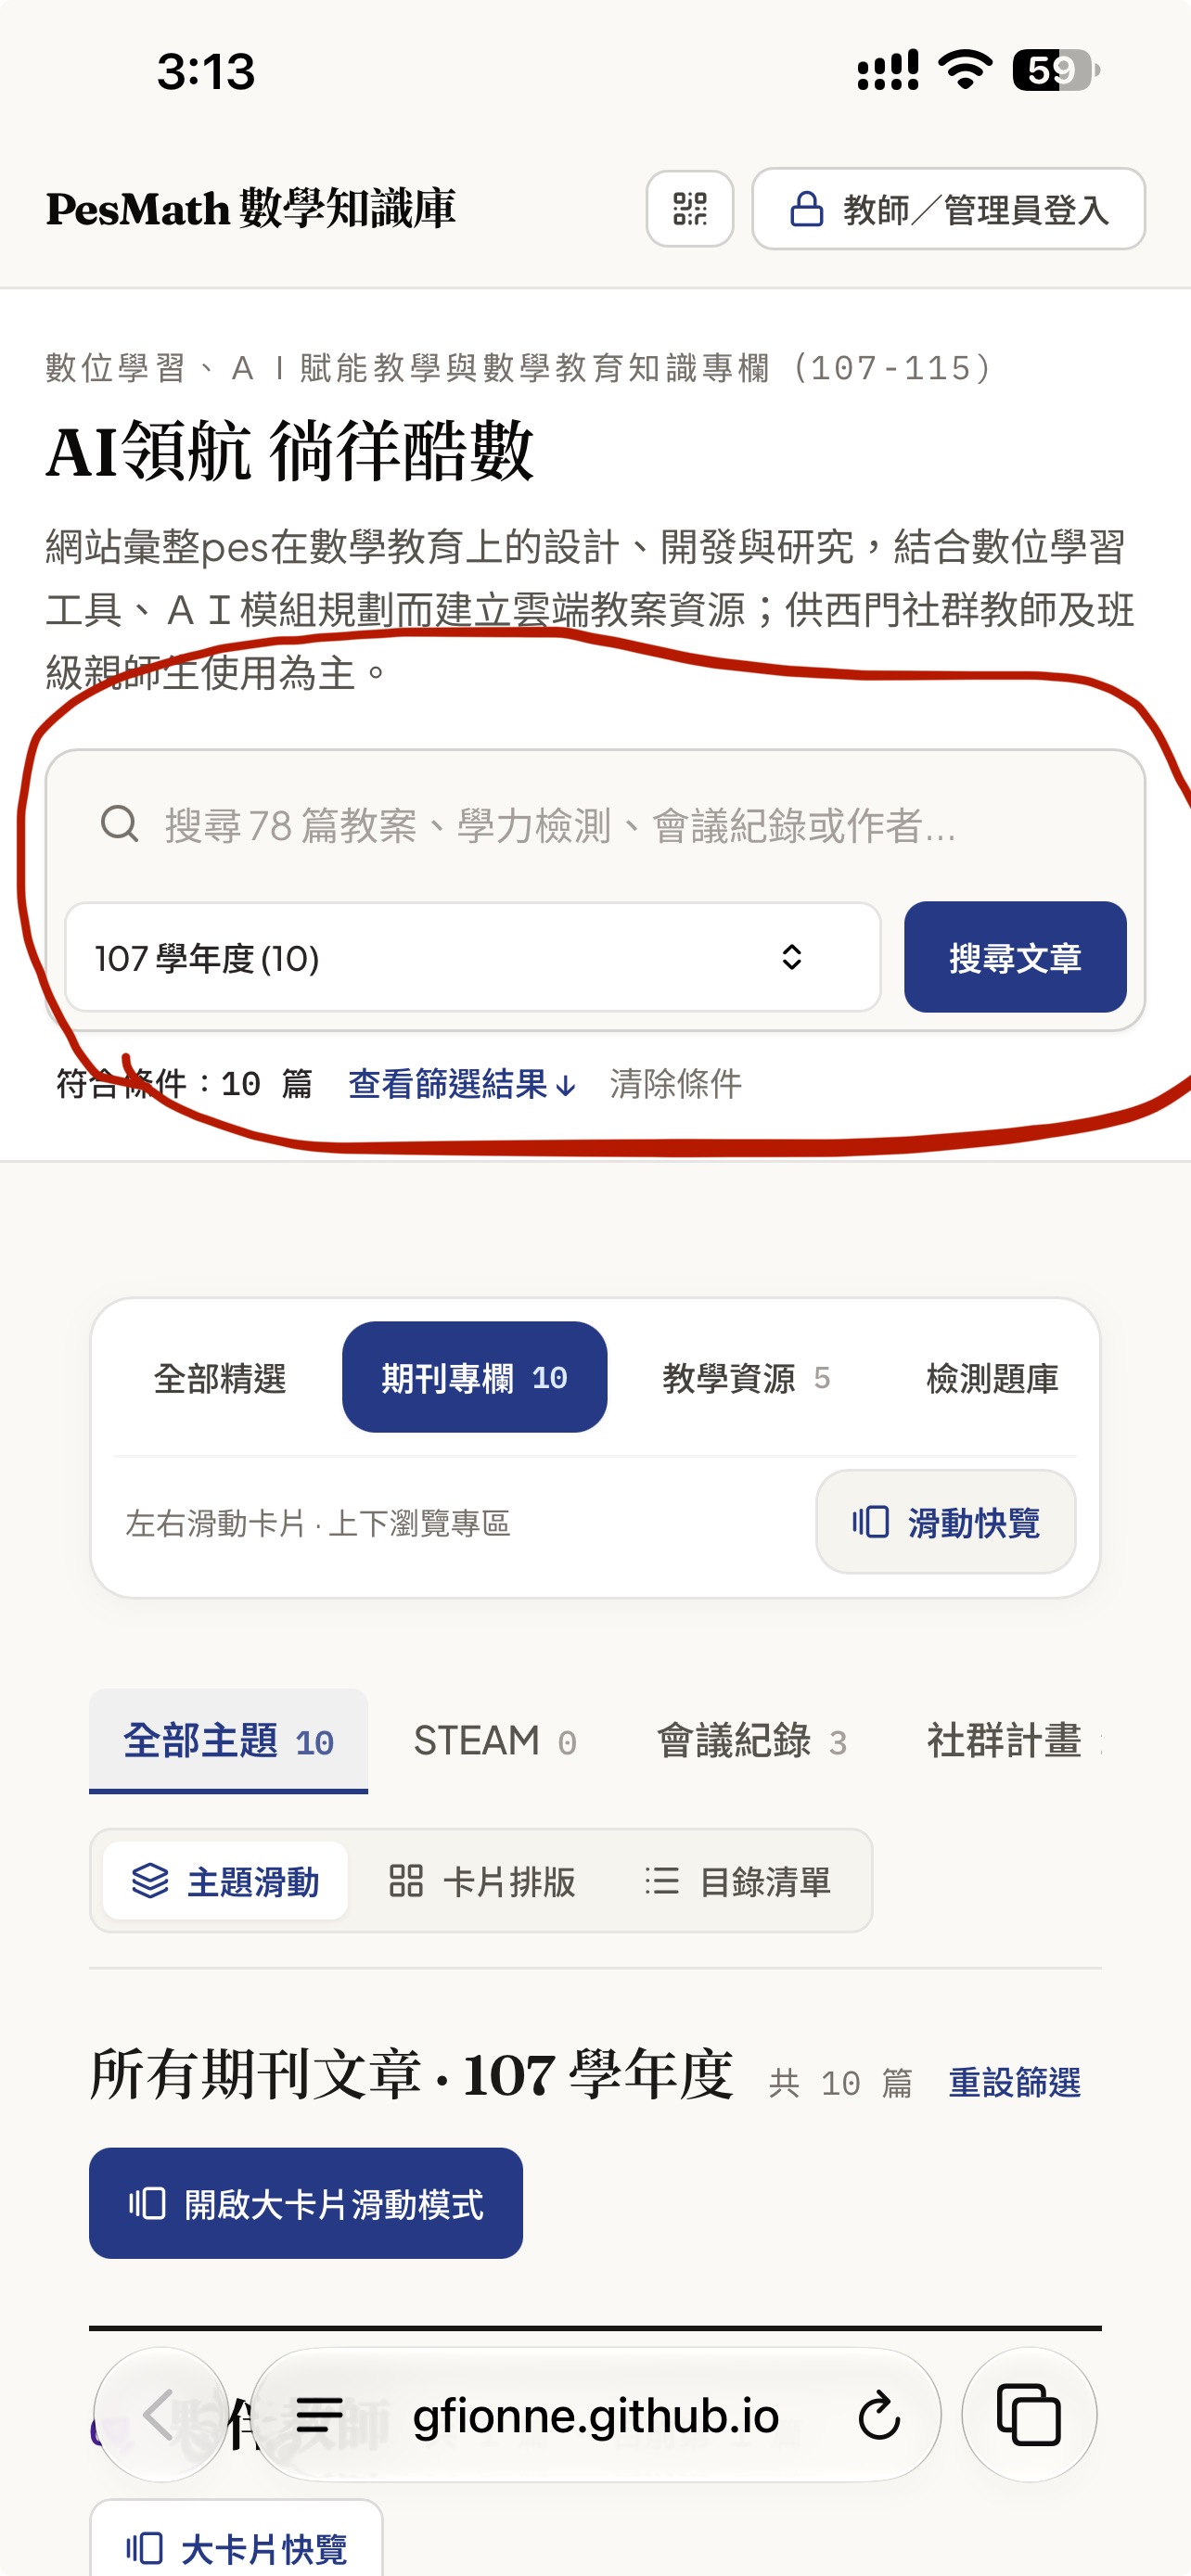 3:13
59
PesMath 數學知識庫
教師／管理員登入
數位學習、ＡＩ賦能教學與數學教育知識專欄 (107-115)
AI領航 徜徉酷數
網站彙整pes在數學教育上的設計、開發與研究，結合數位學習
工具、ＡＩ模組規劃而建立雲端教案資源；供西門社群教師及班
級親師生使用為主。
搜尋 78 篇教案、學力檢測、會議紀錄或作者...
107 學年度 (10)
搜尋文章
符合條件：10 篇 查看篩選結果↓ 清除條件
全部精選 期刊專欄 10 教學資源 5 檢測題庫
左右滑動卡片 · 上下瀏覽專區 滑動快覽
全部主題 10 STEAM 0 會議紀錄 3 社群計畫
主題滑動 卡片排版 目錄清單
所有期刊文章 · 107 學年度 共 10 篇 重設篩選
開啟大卡片滑動模式
gfionne.github.io
大卡片快覽